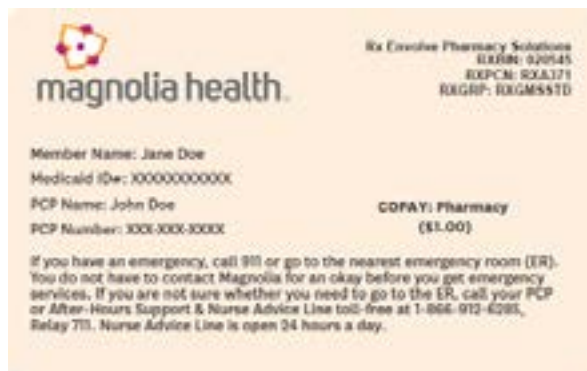 magnolia health
Rx Envolve Pharmacy Solutions
RXBIN: 020545
RXPCN: RXA371
RXGRP: RXGMSSTD
Member Name: Jane Doe
Medicaid ID#: XXXXXXXXXXX
PCP Name: John Doe
PCP Number: XXX-XXX-XXXX
COPAY: Pharmacy
($1.00)
If you have an emergency, call 911 or go to the nearest emergency room (ER).
You do not have to contact Magnolia for an okay before you get emergency
services. If you are not sure whether you need to go to the ER, call your PCP
or After-Hours Support & Nurse Advice Line toll-free at 1-866-912-6285,
Relay 711. Nurse Advice Line is open 24 hours a day.